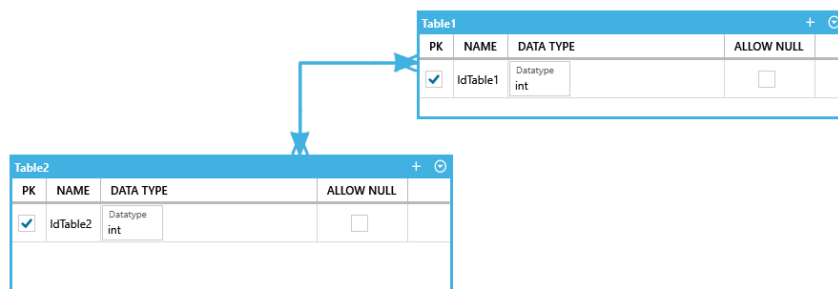 Table1
PK NAME DATA TYPE ALLOW NULL
IdTable1 Datatype int
Table2
PK NAME DATA TYPE ALLOW NULL
IdTable2 Datatype int